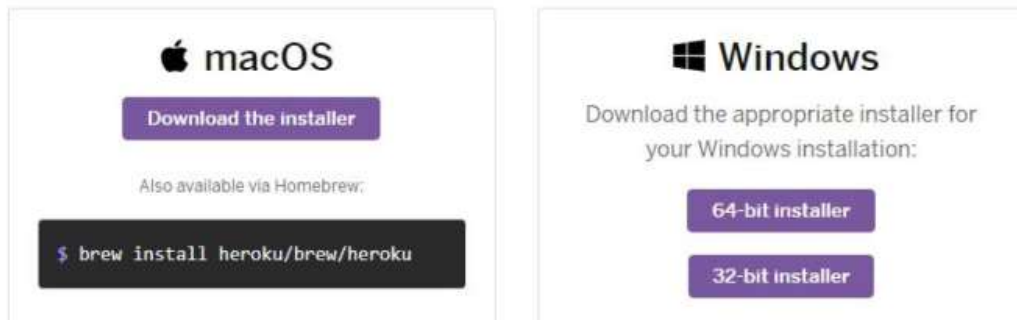 macOS
Download the installer
Also available via Homebrew:
$ brew install heroku/brew/heroku
Windows
Download the appropriate installer for
your Windows installation:
64-bit installer
32-bit installer